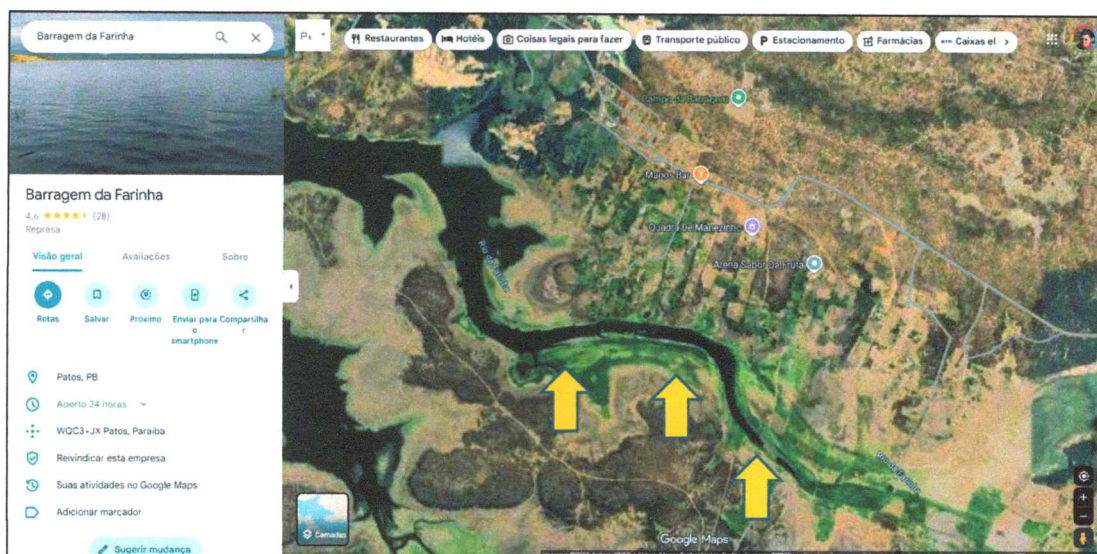 Barragem da Farinha
Barragem da Farinha
4,6 (28)
Represa
Visão geral Avaliações Sobre
Rotas Salvar Próximo Enviar para o smartphone Compartilhar
Patos, PB
Aberto 24 horas
WQC3+JX Patos, Paraíba
Reivindicar esta empresa
Suas atividades no Google Maps
Adicionar marcador
Sugerir mudança
Restaurantes
Hotéis
Coisas legais para fazer
Transporte público
Estacionamento
Farmácias
Caixas el
Quadra De Manezinho
Arena Sabor Da Fruta
Camadas
Google Maps